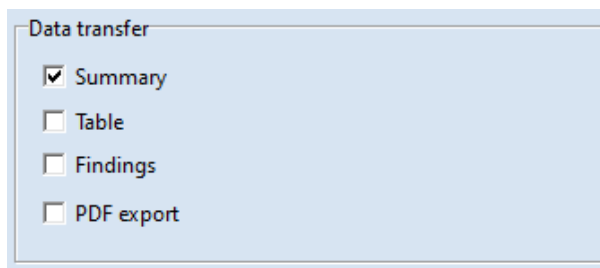 Data transfer
Summary
Table
Findings
PDF export